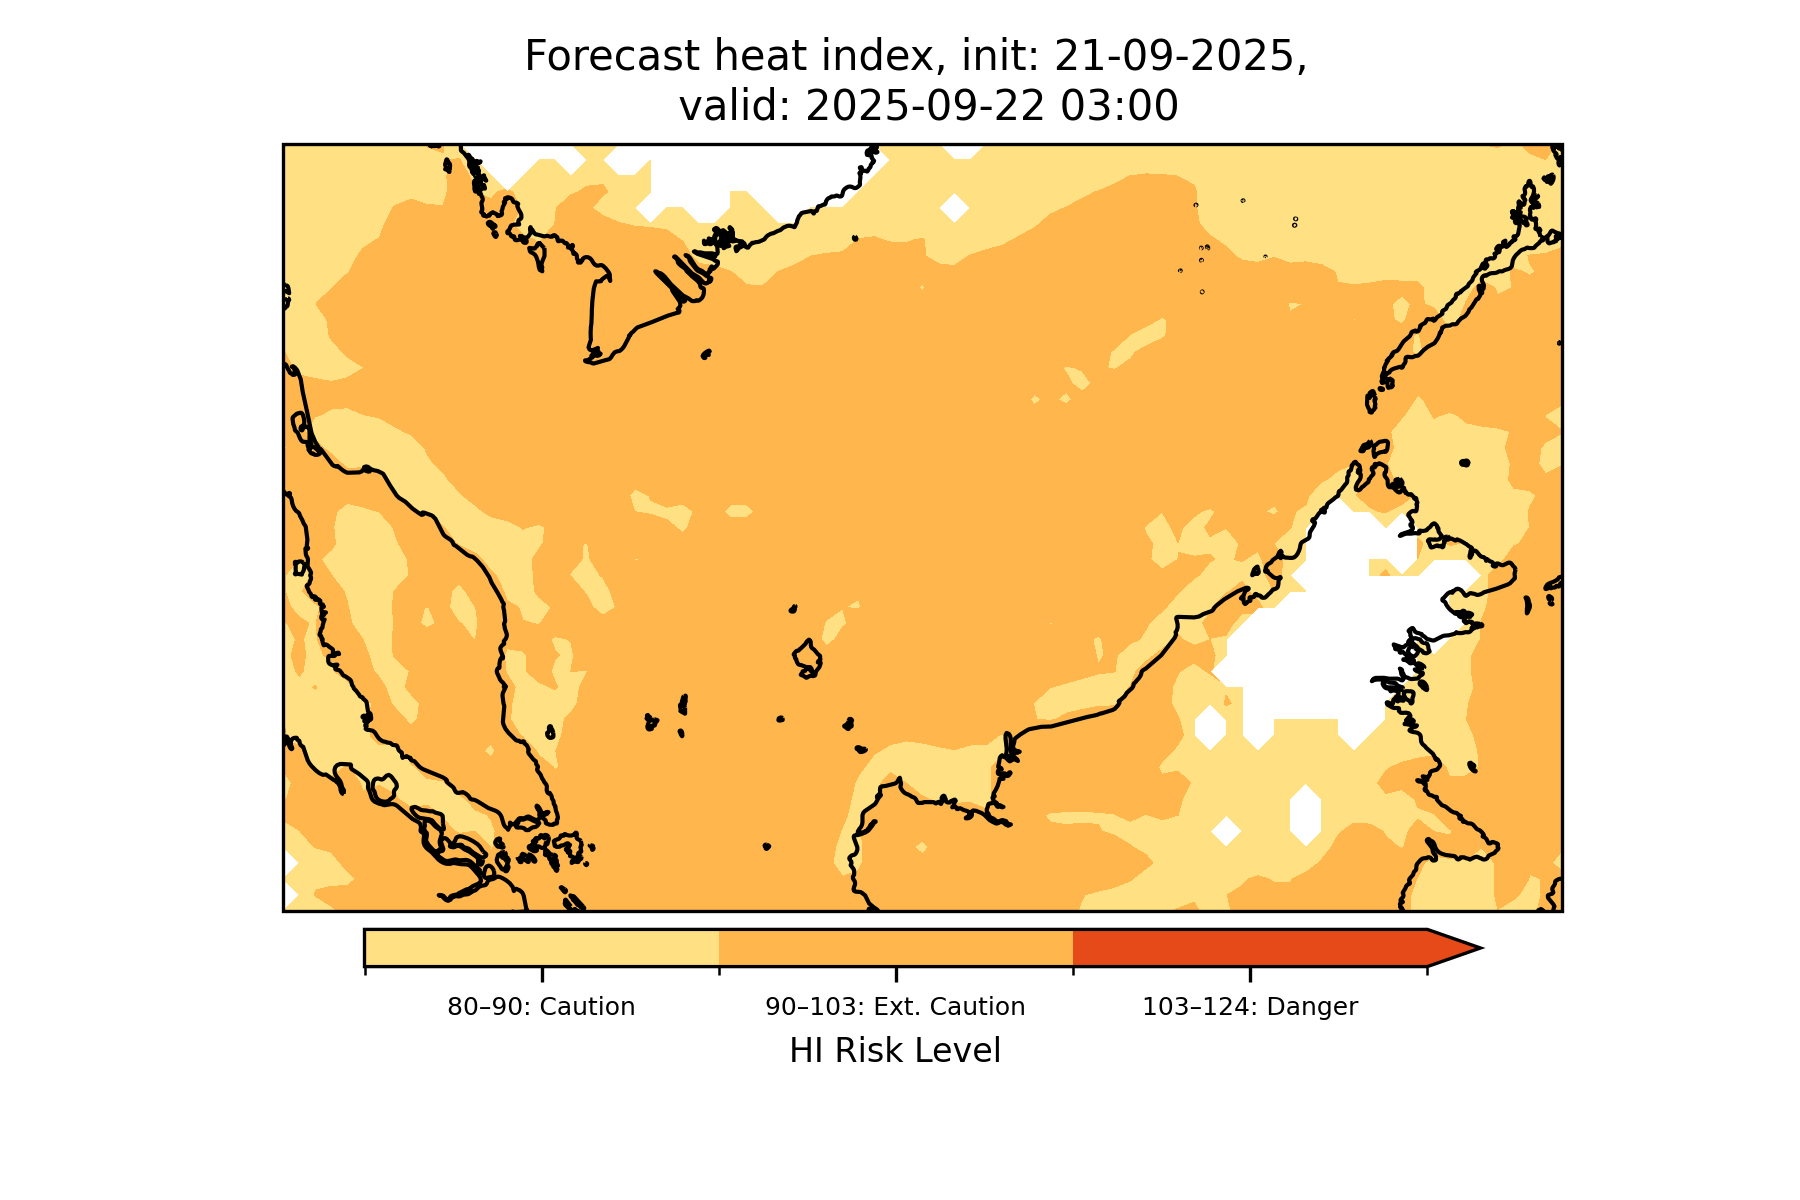 Forecast heat index, init: 21-09-2025,
valid: 2025-09-22 03:00
80–90: Caution
90–103: Ext. Caution
103–124: Danger
HI Risk Level